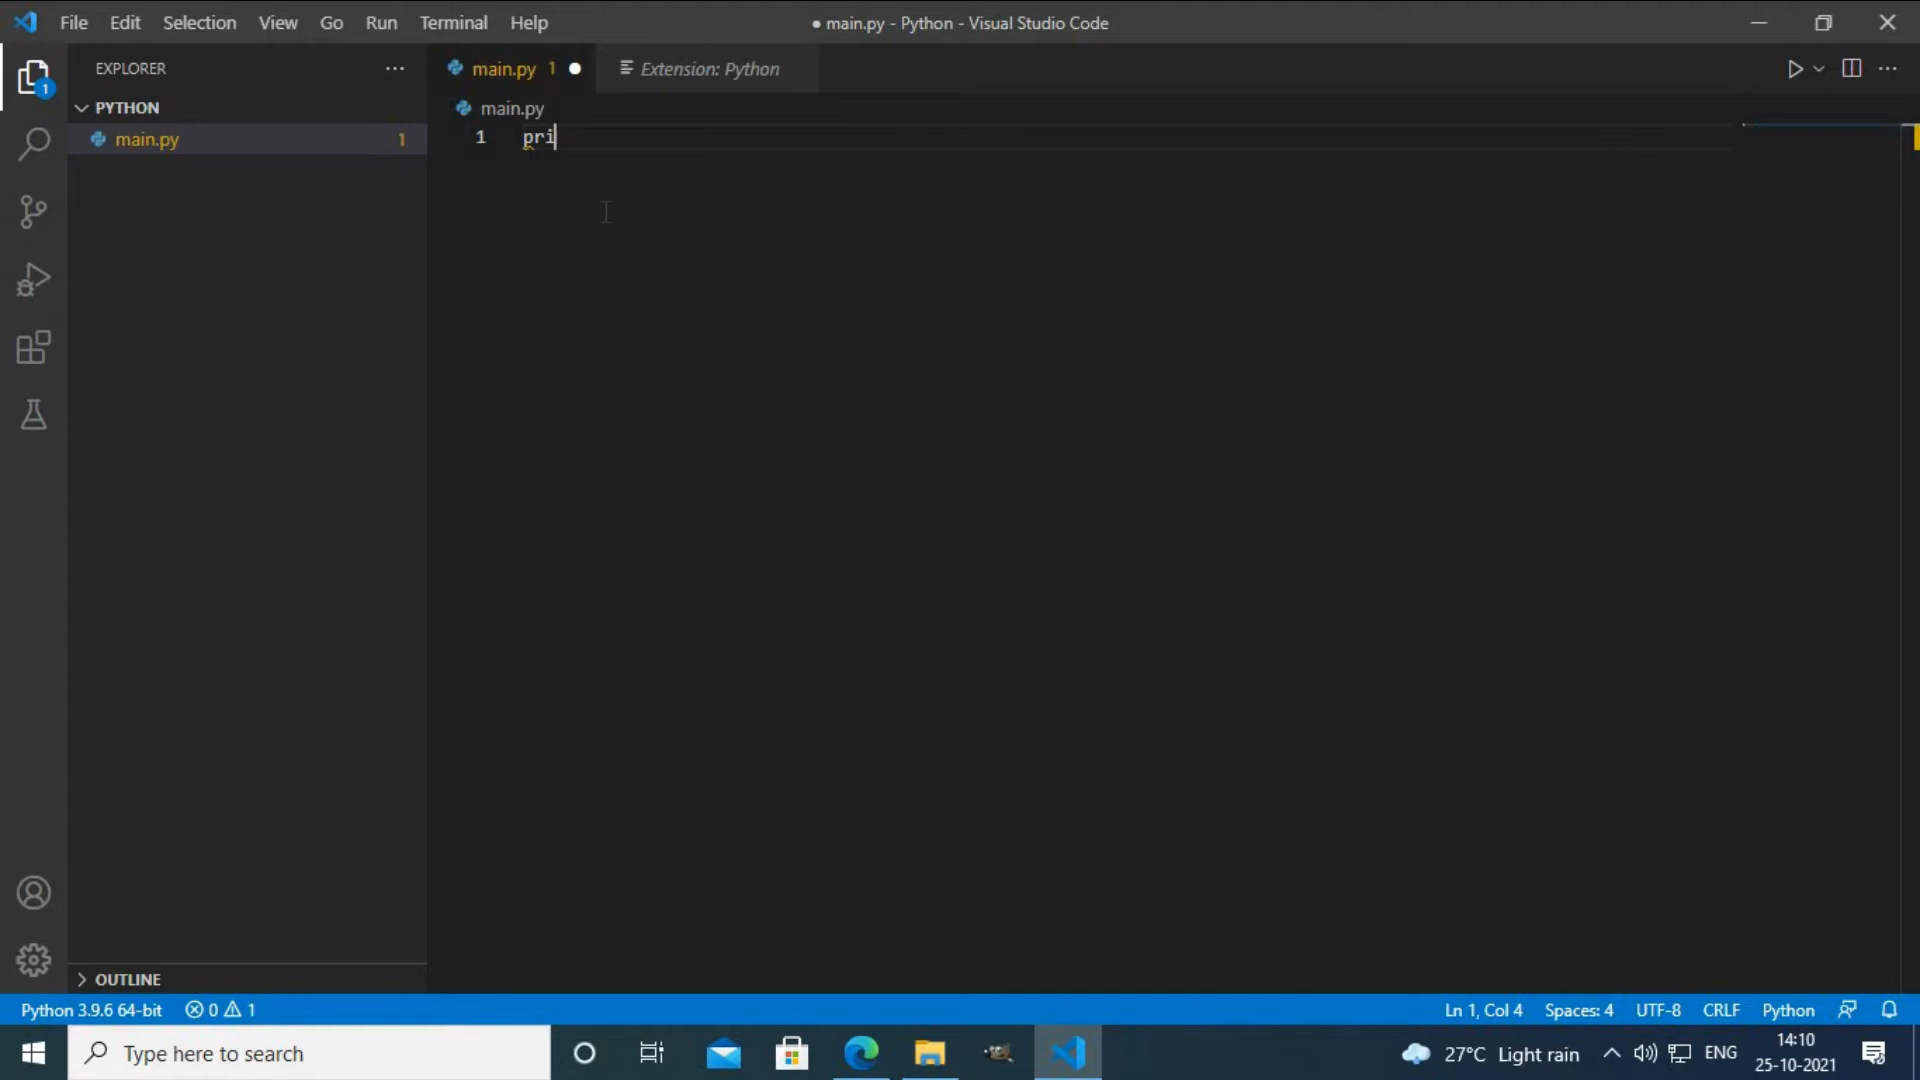 File Edit Selection View Go Run Terminal Help
● main.py - Python - Visual Studio Code
EXPLORER
main.py 1
Extension: Python
PYTHON
main.py
main.py 1
1 pri
1
OUTLINE
Python 3.9.6 64-bit 0 1
Ln 1, Col 4 Spaces: 4 UTF-8 CRLF Python
Type here to search
27°C Light rain ENG
14:10
25-10-2021